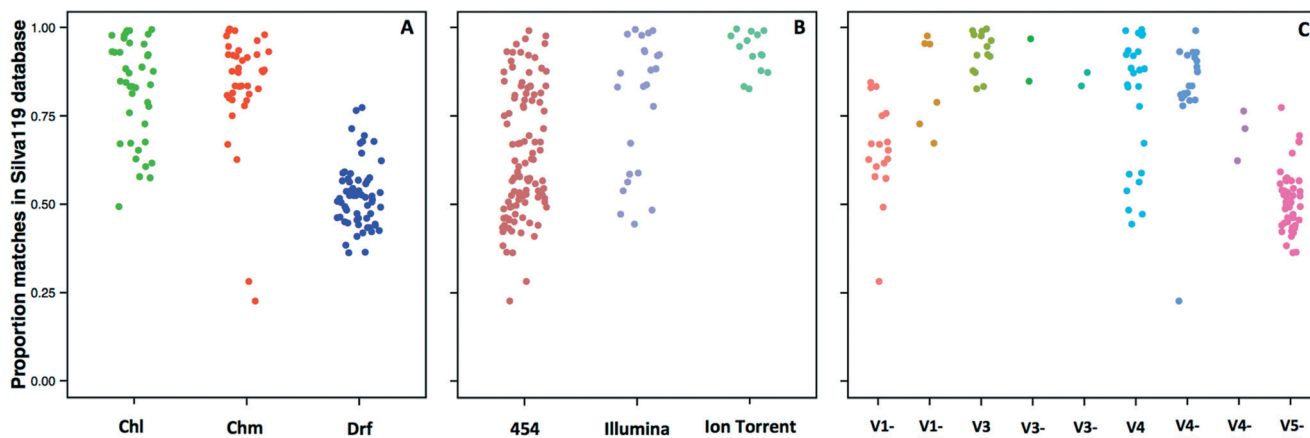 Proportion matches in Silva119 database
1.00
0.75
0.50
0.25
0.00
A
Chl Chm Drf
B
454 Illumina Ion Torrent
C
V1- V1- V3 V3- V3- V4 V4- V4- V5-